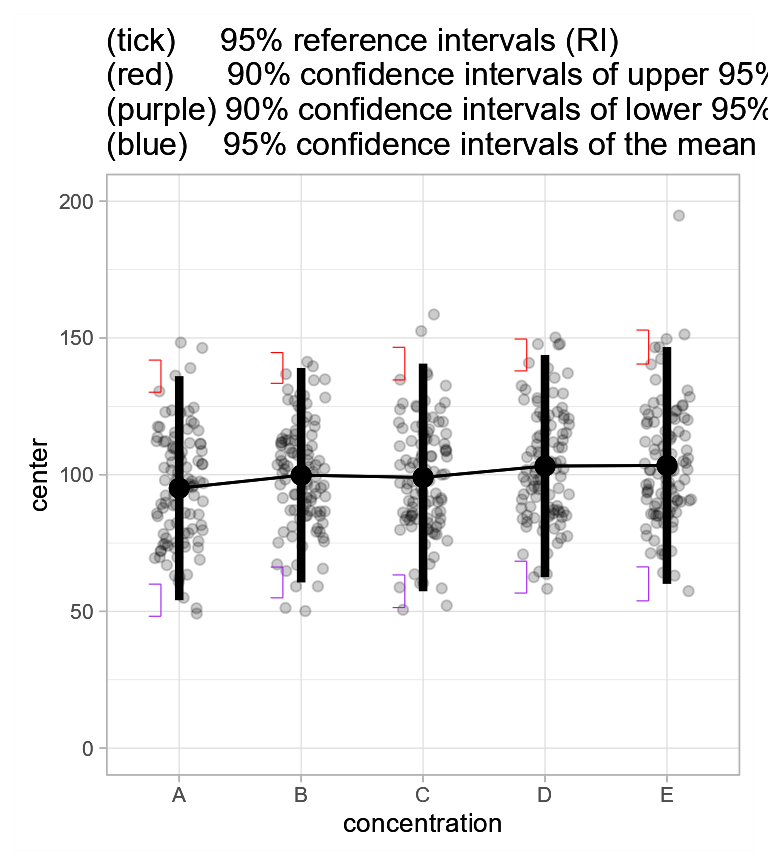 (tick) 95% reference intervals (RI)
(red) 90% confidence intervals of upper 95%
(purple) 90% confidence intervals of lower 95%
(blue) 95% confidence intervals of the mean
200
150
100
50
0
center
A B C D E
concentration